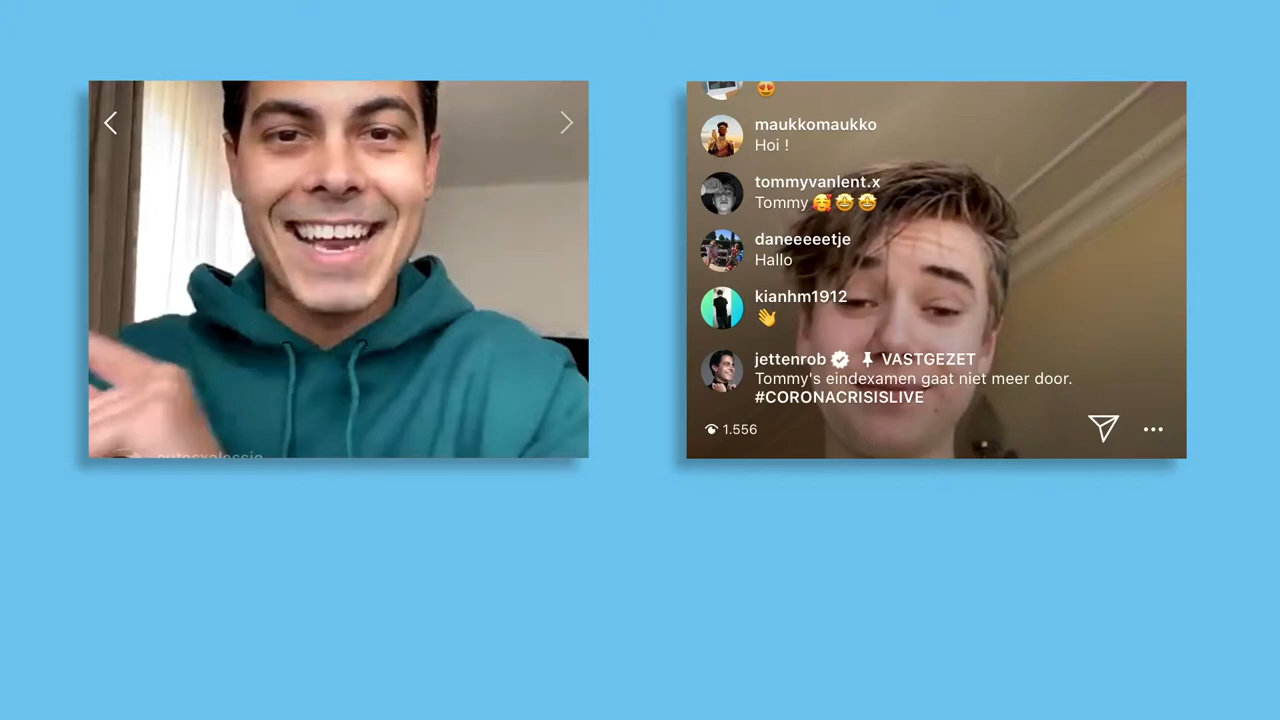 maukkomaukko
Hoi !
tommyvanlent.x
Tommy 🥰🤩🤩
daneeeeetje
Hallo
kianhm1912
👋
jettenrob VASTGEZET
Tommy's eindexamen gaat niet meer door.
#CORONACRISISLIVE
1.556